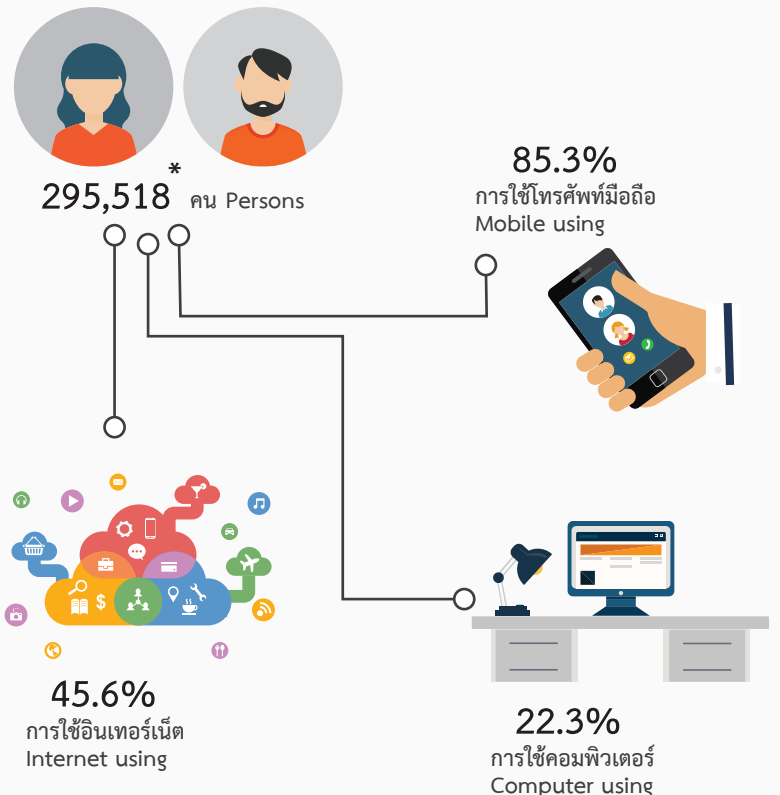 295,518* คน Persons
85.3%
การใช้โทรศัพท์มือถือ
Mobile using
45.6%
การใช้อินเทอร์เน็ต
Internet using
22.3%
การใช้คอมพิวเตอร์
Computer using